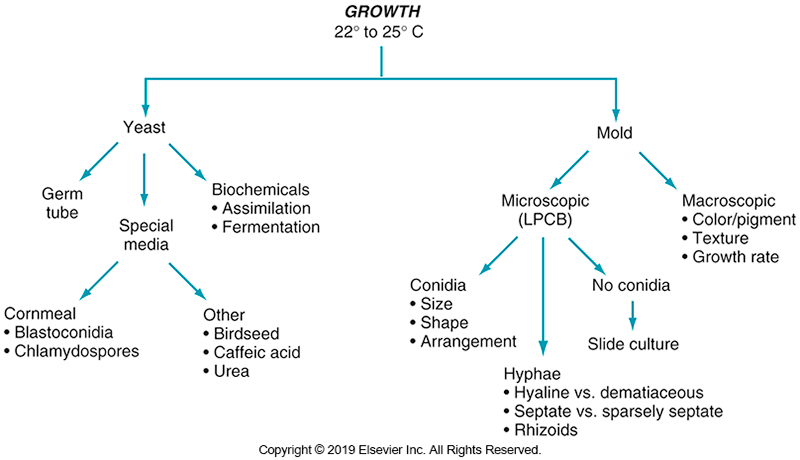 GROWTH
22° to 25° C
Yeast
Mold
Germ
tube
Special
media
Biochemicals
• Assimilation
• Fermentation
Cornmeal
• Blastoconidia
• Chlamydospores
Other
• Birdseed
• Caffeic acid
• Urea
Microscopic
(LPCB)
Macroscopic
• Color/pigment
• Texture
• Growth rate
Conidia
• Size
• Shape
• Arrangement
Hyphae
• Hyaline vs. dematiaceous
• Septate vs. sparsely septate
• Rhizoids
No conidia
Slide culture
Copyright © 2019 Elsevier Inc. All Rights Reserved.